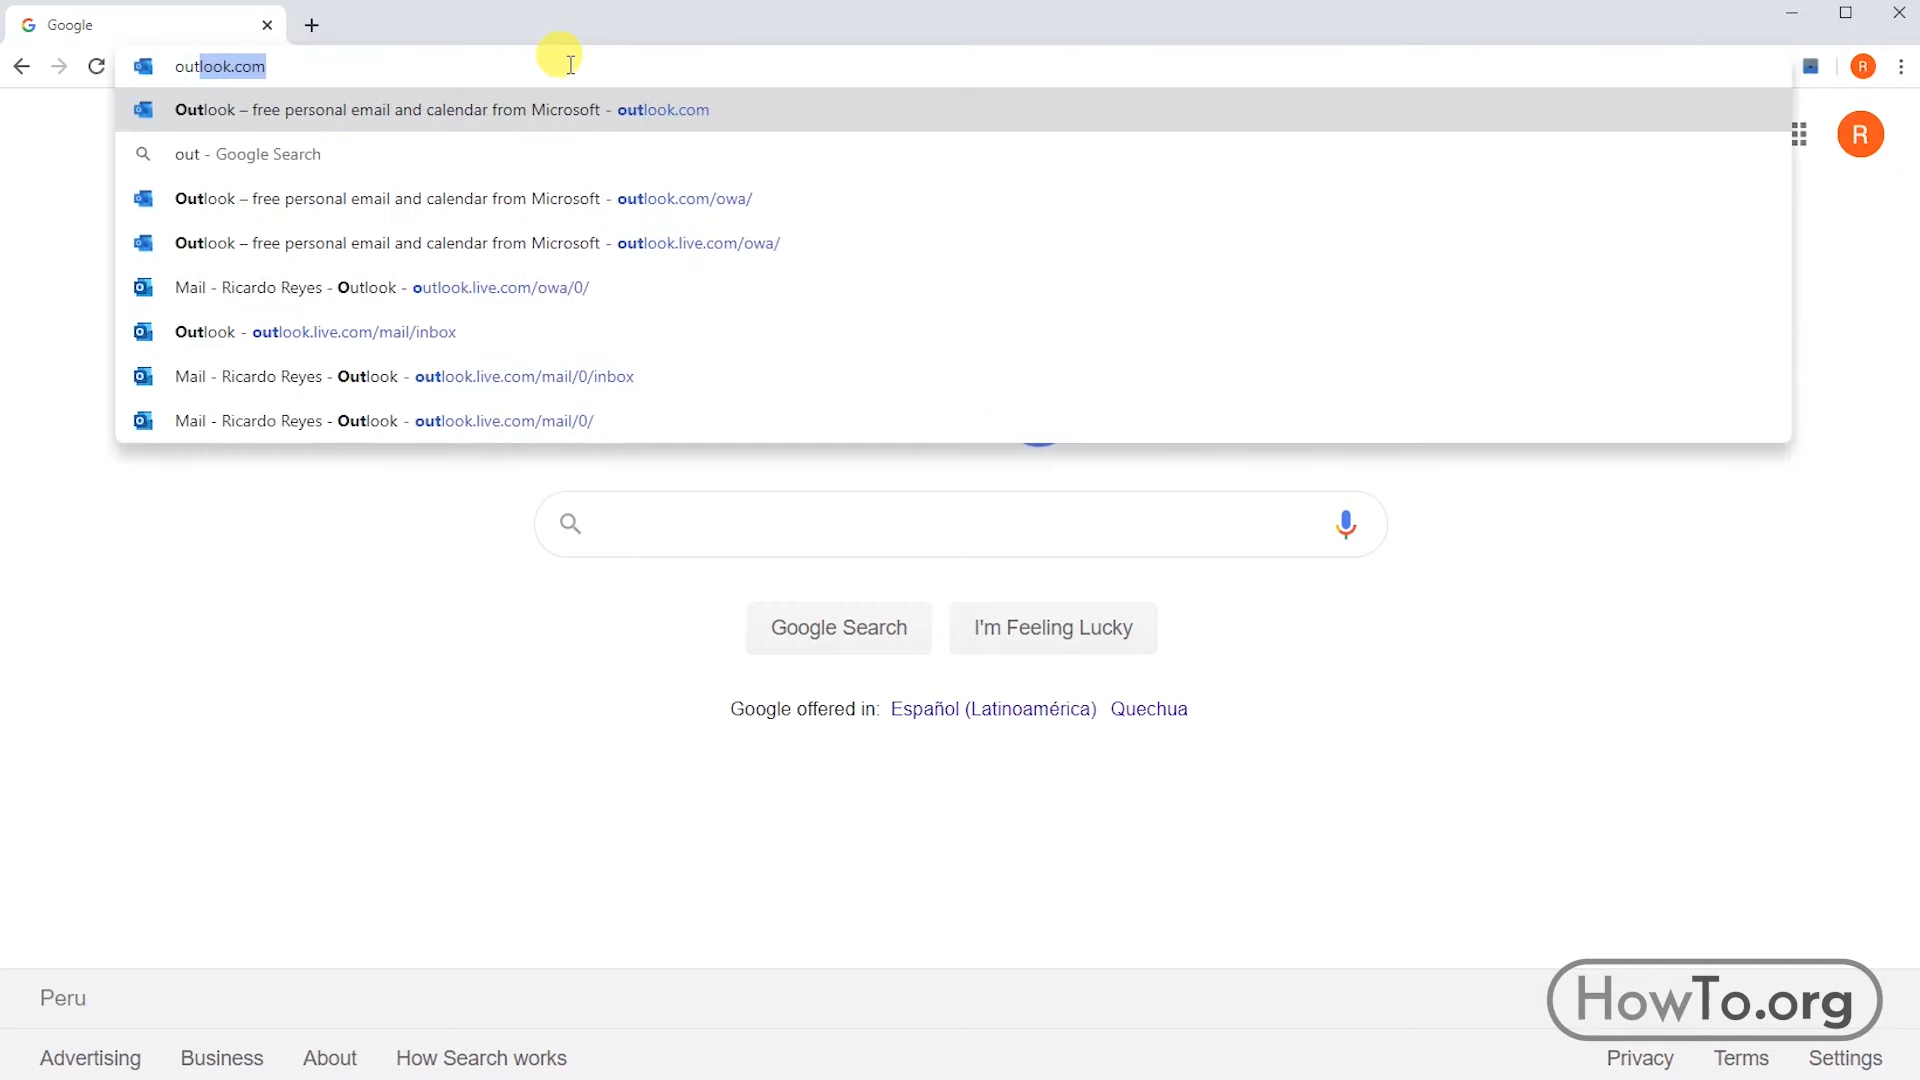 Google
outlook.com
R
Outlook – free personal email and calendar from Microsoft - outlook.com
out - Google Search
R
Outlook – free personal email and calendar from Microsoft - outlook.com/owa/
Outlook – free personal email and calendar from Microsoft - outlook.live.com/owa/
Mail - Ricardo Reyes - Outlook - outlook.live.com/owa/0/
Outlook - outlook.live.com/mail/inbox
Mail - Ricardo Reyes - Outlook - outlook.live.com/mail/0/inbox
Mail - Ricardo Reyes - Outlook - outlook.live.com/mail/0/
Google Search I'm Feeling Lucky
Google offered in: Español (Latinoamérica) Quechua
Peru
HowTo.org
Advertising Business About How Search works Privacy Terms Settings